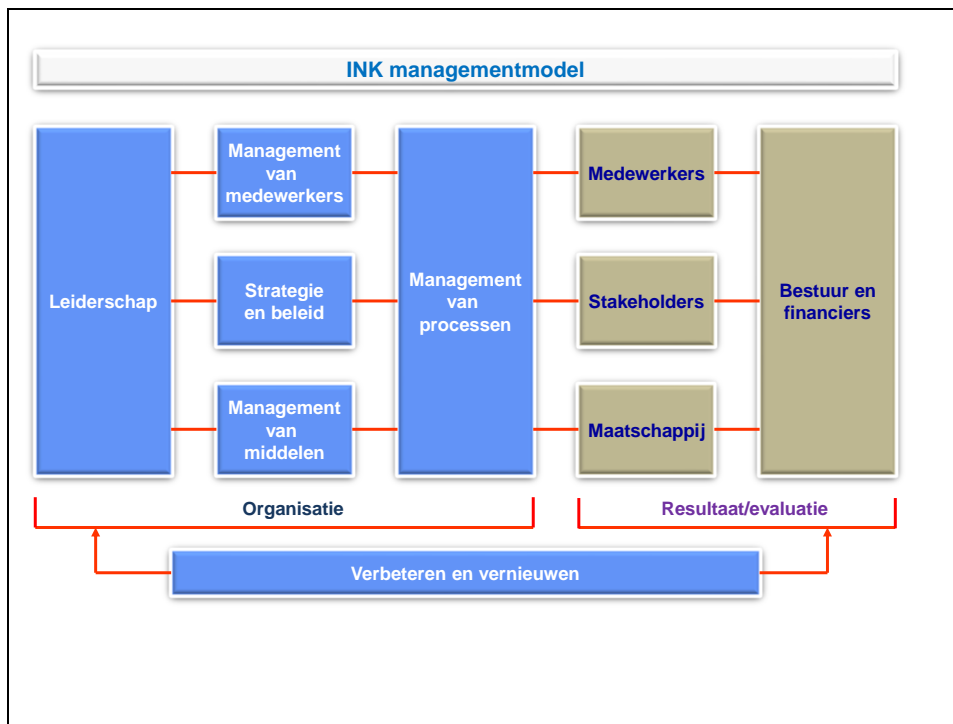 INK managementmodel
Leiderschap
Management
van
medewerkers
Strategie
en beleid
Management
van
middelen
Management
van
processen
Medewerkers
Stakeholders
Maatschappij
Bestuur en
financiers
Organisatie
Resultaat/evaluatie
Verbeteren en vernieuwen